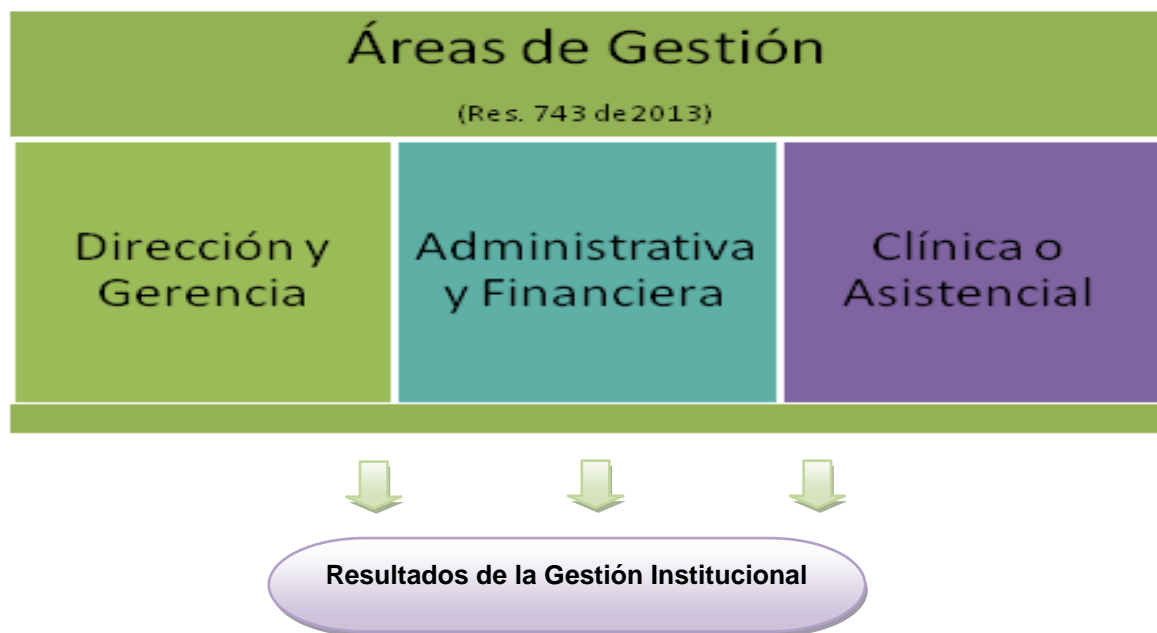 Áreas de Gestión
(Res. 743 de 2013)
Dirección y
Gerencia
Administrativa
y Financiera
Clínica o
Asistencial
Resultados de la Gestión Institucional